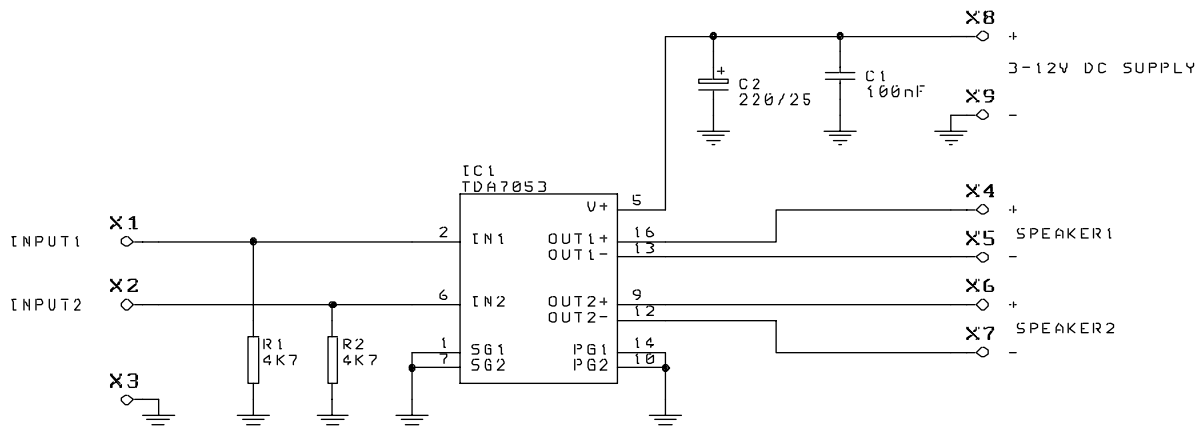 X8
+
3-12V DC SUPPLY
+
C2
220/25
C1
100nF
X9
-
IC1
TDA7053
V+ 5
X4
+
X1
INPUT1
2 IN1
OUT1+ 16
OUT1- 13
SPEAKER1
X5
-
X2
INPUT2
6 IN2
OUT2+ 9
OUT2- 12
X6
+
SPEAKER2
X7
-
R1
4K7
R2
4K7
1 SG1
7 SG2
PG1 14
PG2 10
X3